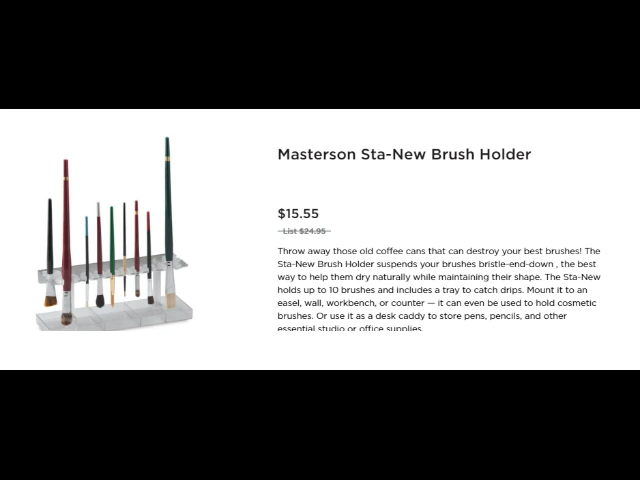 Masterson Sta-New Brush Holder
$15.55
List $24.95
Throw away those old coffee cans that can destroy your best brushes! The
Sta-New Brush Holder suspends your brushes bristle-end-down , the best
way to help them dry naturally while maintaining their shape. The Sta-New
holds up to 10 brushes and includes a tray to catch drips. Mount it to an
easel, wall, workbench, or counter — it can even be used to hold cosmetic
brushes. Or use it as a desk caddy to store pens, pencils, and other
essential studio or office supplies.